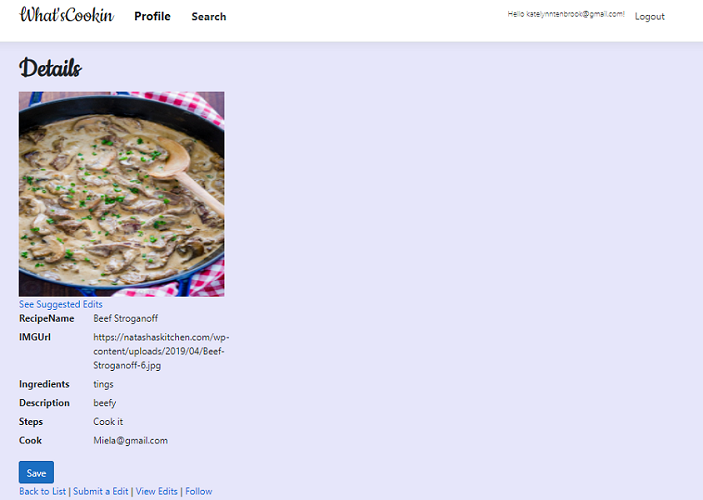 What'sCookin Profile Search Hello katelynntenbrook@gmail.com! Logout
Details
See Suggested Edits
RecipeName Beef Stroganoff
IMGUrl https://natashaskitchen.com/wp-
content/uploads/2019/04/Beef-
Stroganoff-6.jpg
Ingredients tings
Description beefy
Steps Cook it
Cook Miela@gmail.com
Save
Back to List | Submit a Edit | View Edits | Follow